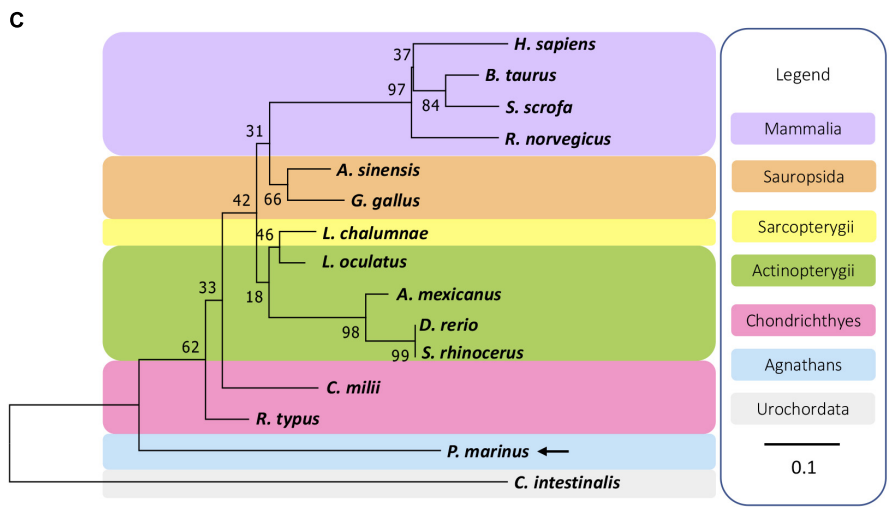 C
H. sapiens
37
B. taurus
97
84
S. scrofa
R. norvegicus
31
A. sinensis
66
G. gallus
42
46
L. chalumnae
L. oculatus
18
33
A. mexicanus
98
D. rerio
99
S. rhinocerus
62
C. milii
R. typus
P. marinus
C. intestinalis
Legend
Mammalia
Sauropsida
Sarcopterygii
Actinopterygii
Chondrichthyes
Agnathans
Urochordata
0.1